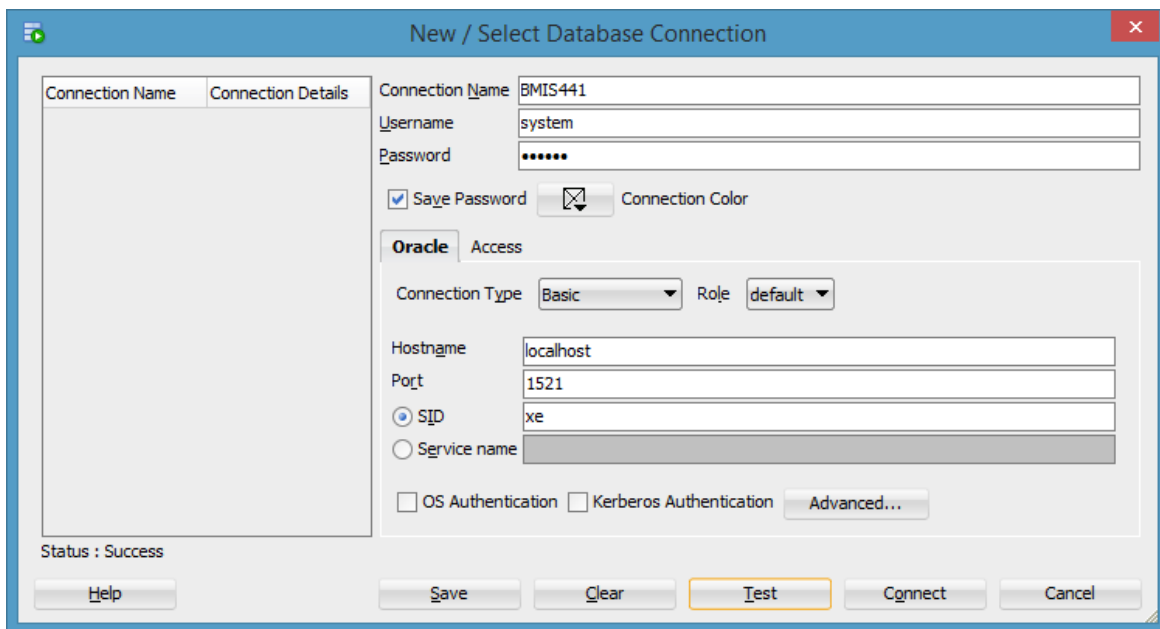 New / Select Database Connection
Connection Name Connection Details
Connection Name BMIS441
Username system
Password ••••••
Save Password Connection Color
Oracle Access
Connection Type Basic Role default
Hostname localhost
Port 1521
SID xe
Service name
OS Authentication Kerberos Authentication Advanced...
Status : Success
Help Save Clear Test Connect Cancel